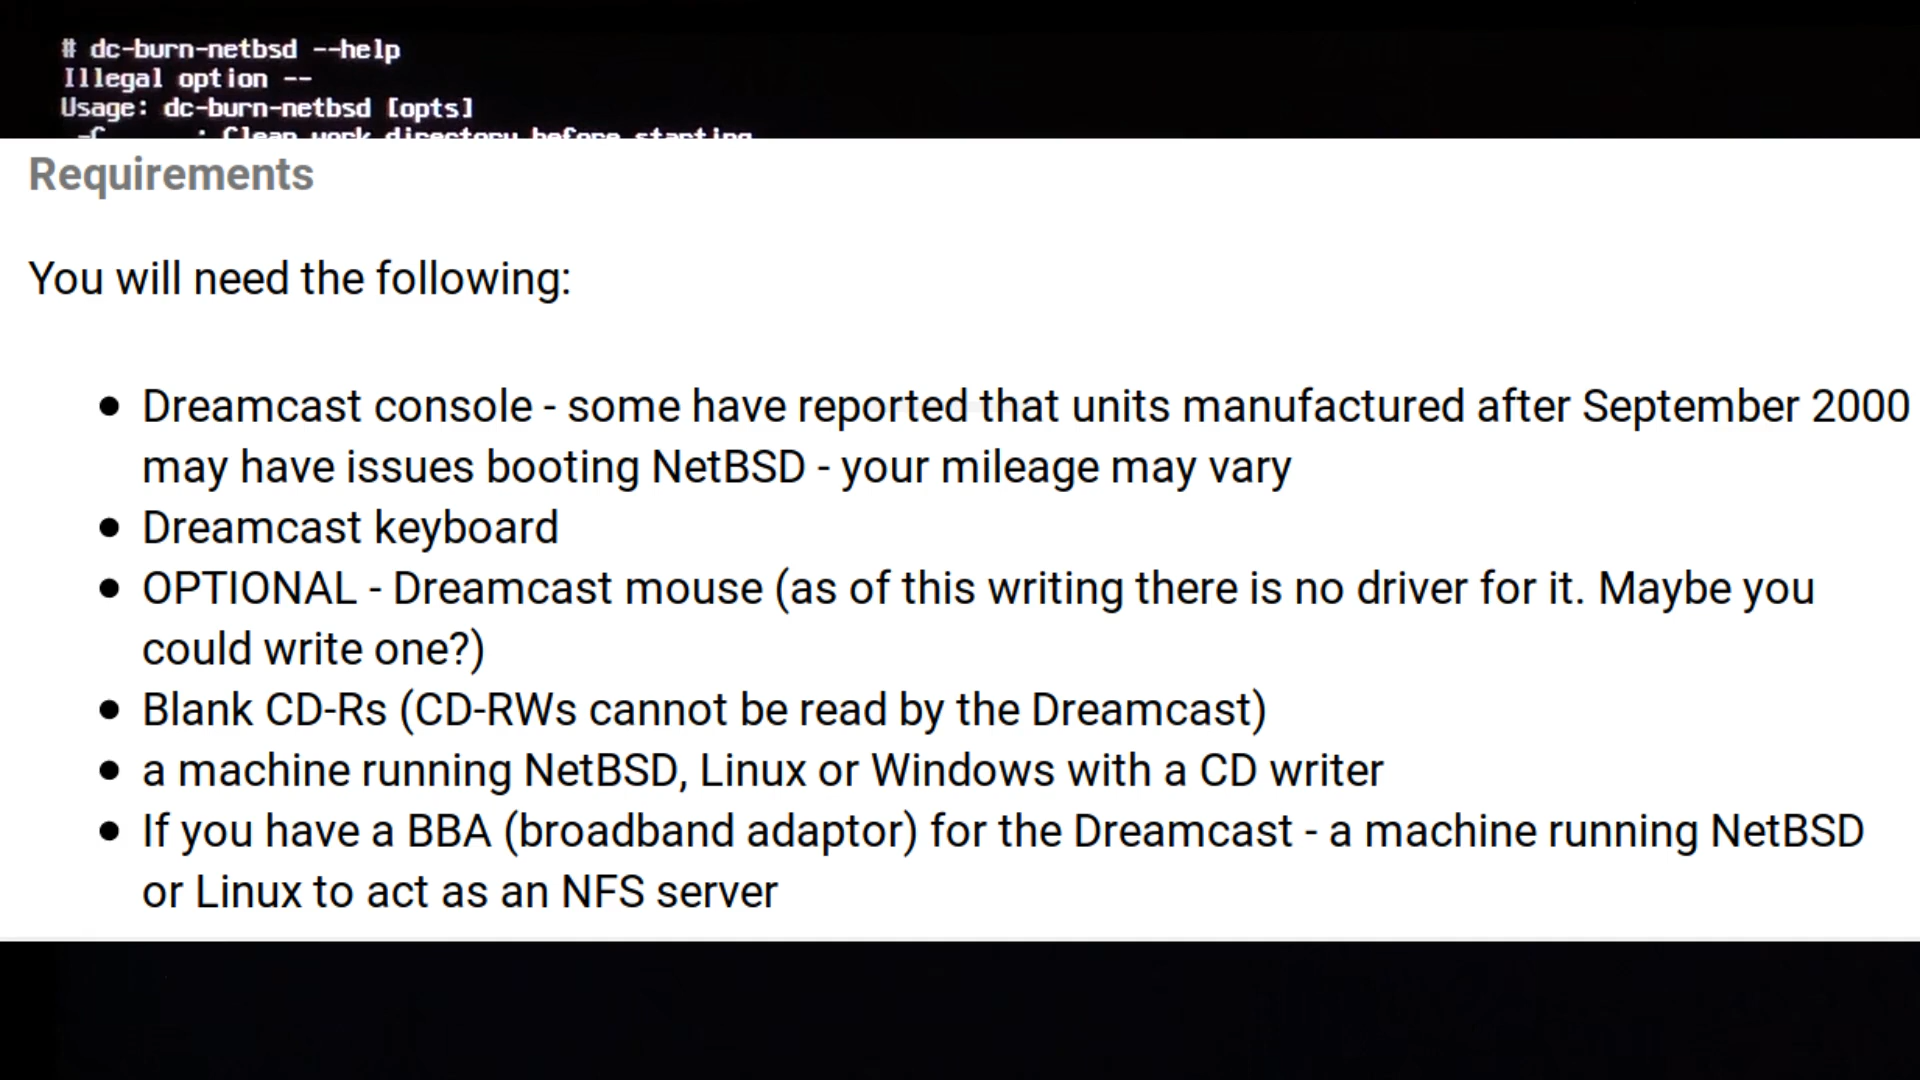 # dc-burn-netbsd --help
Illegal option --
Usage: dc-burn-netbsd [opts]
-C : Clean work directory before starting
Requirements
You will need the following:
Dreamcast console - some have reported that units manufactured after September 2000
may have issues booting NetBSD - your mileage may vary
Dreamcast keyboard
OPTIONAL - Dreamcast mouse (as of this writing there is no driver for it. Maybe you
could write one?)
Blank CD-Rs (CD-RWs cannot be read by the Dreamcast)
a machine running NetBSD, Linux or Windows with a CD writer
If you have a BBA (broadband adaptor) for the Dreamcast - a machine running NetBSD
or Linux to act as an NFS server